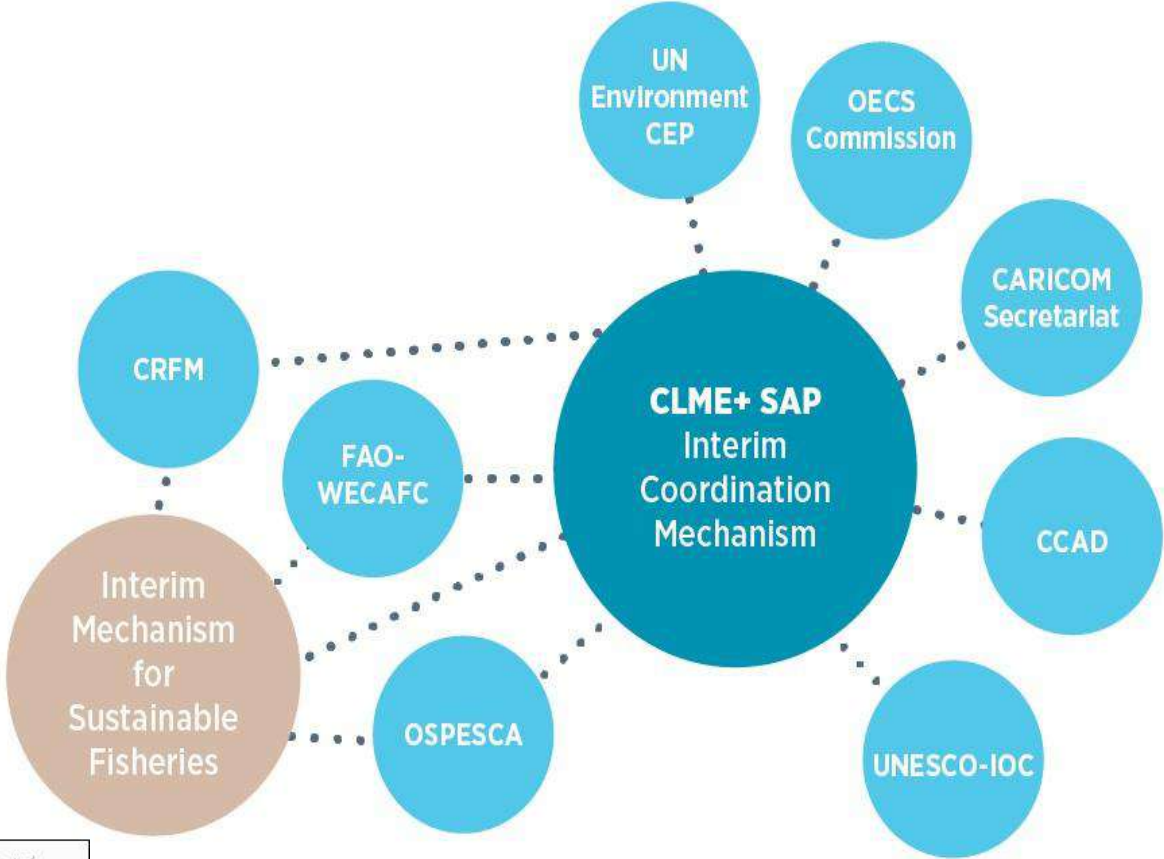 UN
Environment
CEP
OECS
Commission
CARICOM
Secretariat
CRFM
CLME+ SAP
Interim
Coordination
Mechanism
FAO-
WECAFC
CCAD
Interim
Mechanism
for
Sustainable
Fisheries
OSPESCA
UNESCO-IOC